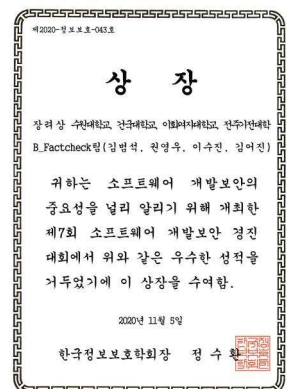 제2020-정보보호-043호
상 장
장려상 수원대학교, 건국대학교, 이화여자대학교, 전주기전대학
B_Factcheck팀(김범석, 원영우, 이수진, 김어진)
귀하는 소프트웨어 개발보안의
중요성을 널리 알리기 위해 개최한
제7회 소프트웨어 개발보안 경진
대회에서 위와 같은 우수한 성적을
거두었기에 이 상장을 수여함.
2020년 11월 5일
한국정보보호학회장 정 수 환